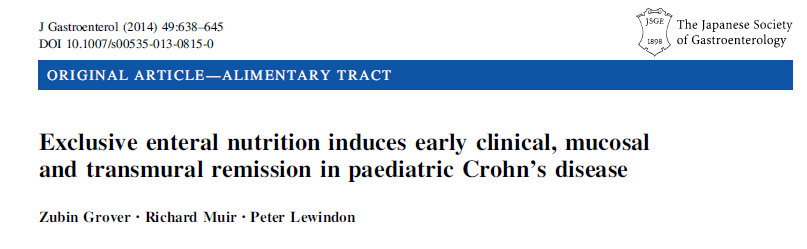 J Gastroenterol (2014) 49:638–645
DOI 10.1007/s00535-013-0815-0
JSGE
1898
The Japanese Society
of Gastroenterology
ORIGINAL ARTICLE—ALIMENTARY TRACT
Exclusive enteral nutrition induces early clinical, mucosal
and transmural remission in paediatric Crohn's disease
Zubin Grover · Richard Muir · Peter Lewindon